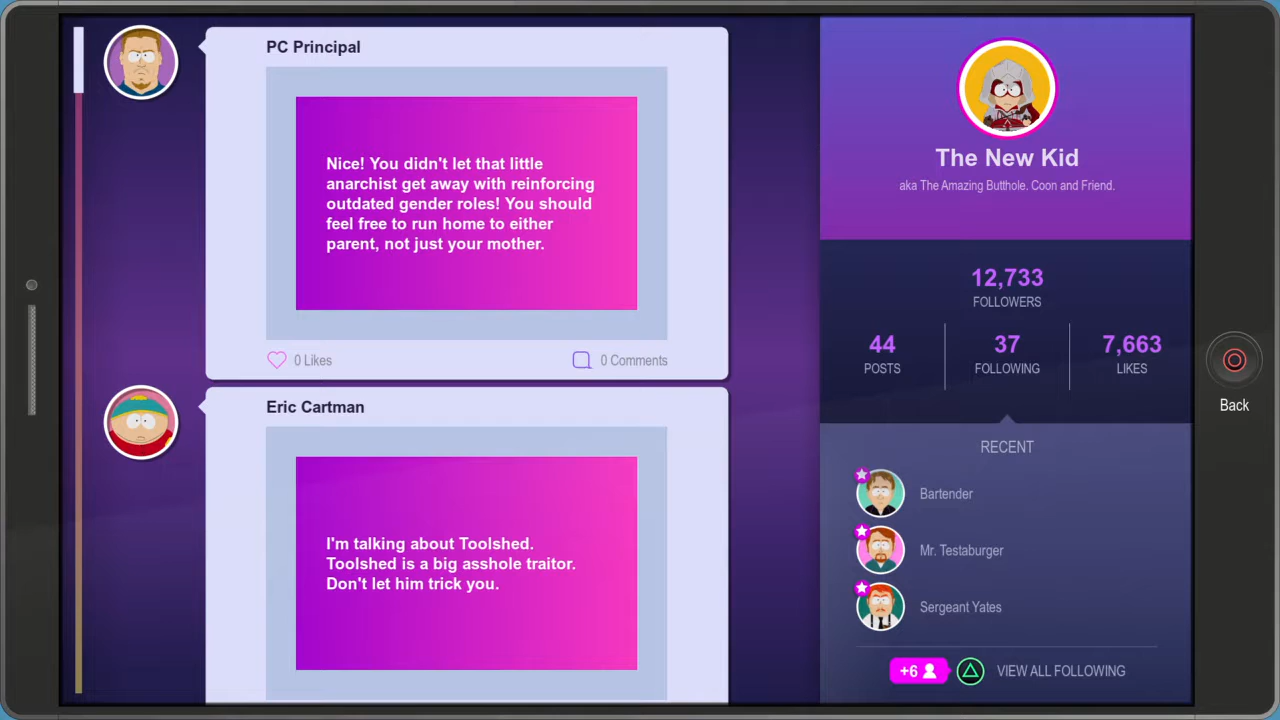 PC Principal
Nice! You didn't let that little
anarchist get away with reinforcing
outdated gender roles! You should
feel free to run home to either
parent, not just your mother.
0 Likes
0 Comments
Eric Cartman
I'm talking about Toolshed.
Toolshed is a big asshole traitor.
Don't let him trick you.
The New Kid
aka The Amazing Butthole. Coon and Friend.
12,733
FOLLOWERS
44
POSTS
37
FOLLOWING
7,663
LIKES
RECENT
Bartender
Mr. Testaburger
Sergeant Yates
+6
VIEW ALL FOLLOWING
Back